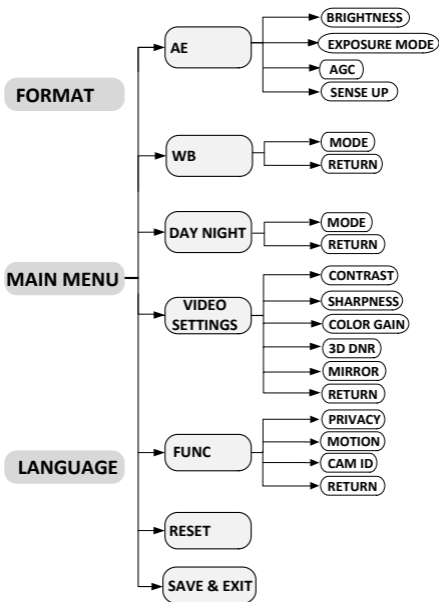 FORMAT
MAIN MENU
LANGUAGE
AE
BRIGHTNESS
EXPOSURE MODE
AGC
SENSE UP
WB
MODE
RETURN
DAY NIGHT
MODE
RETURN
VIDEO
SETTINGS
CONTRAST
SHARPNESS
COLOR GAIN
3D DNR
MIRROR
RETURN
FUNC
PRIVACY
MOTION
CAM ID
RETURN
RESET
SAVE & EXIT